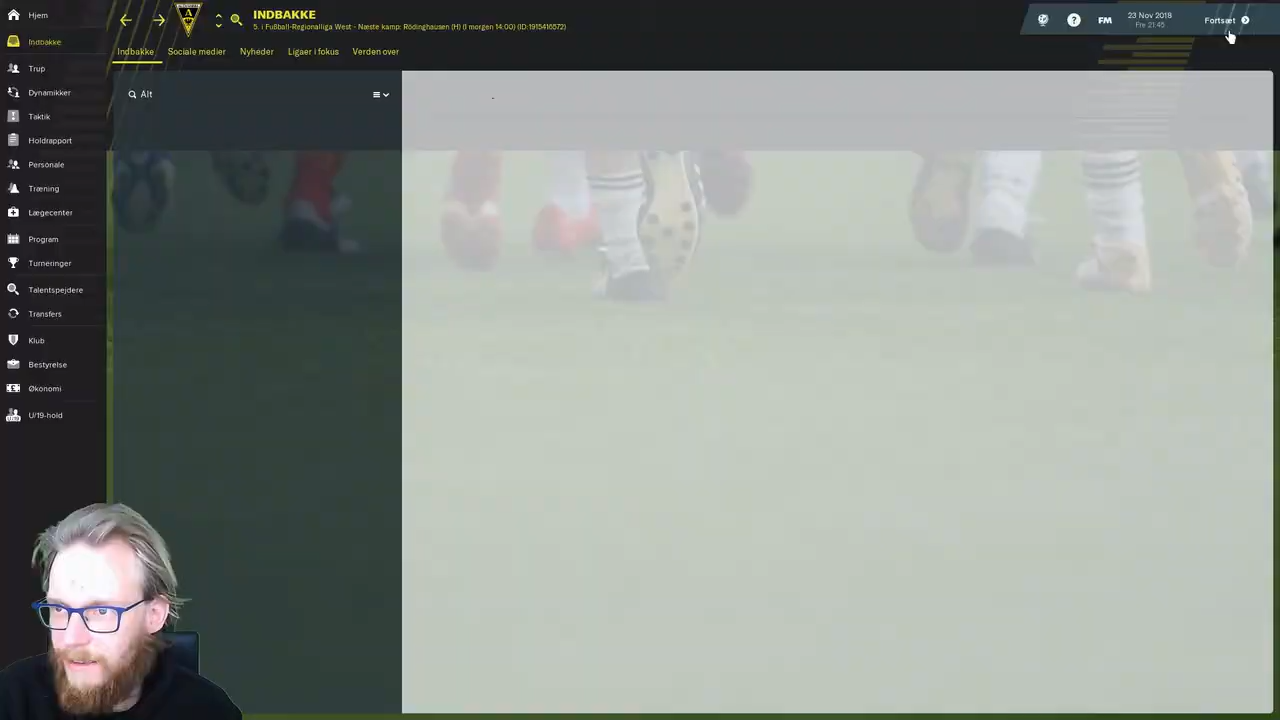 Hjem
INDBAKKE
5. i Fußball-Regionalliga West - Næste kamp: Rödinghausen (H) (I morgen 14:00) (ID:1915416572)
FM
23 Nov 2018
Fre 21:45
Fortsæt
Indbakke
Indbakke
Sociale medier
Nyheder
Ligaer i fokus
Verden over
Trup
Dynamikker
Alt
Taktik
Holdrapport
Personale
Træning
Lægecenter
Program
Turneringer
Talentspejdere
Transfers
Klub
Bestyrelse
Økonomi
U/19-hold